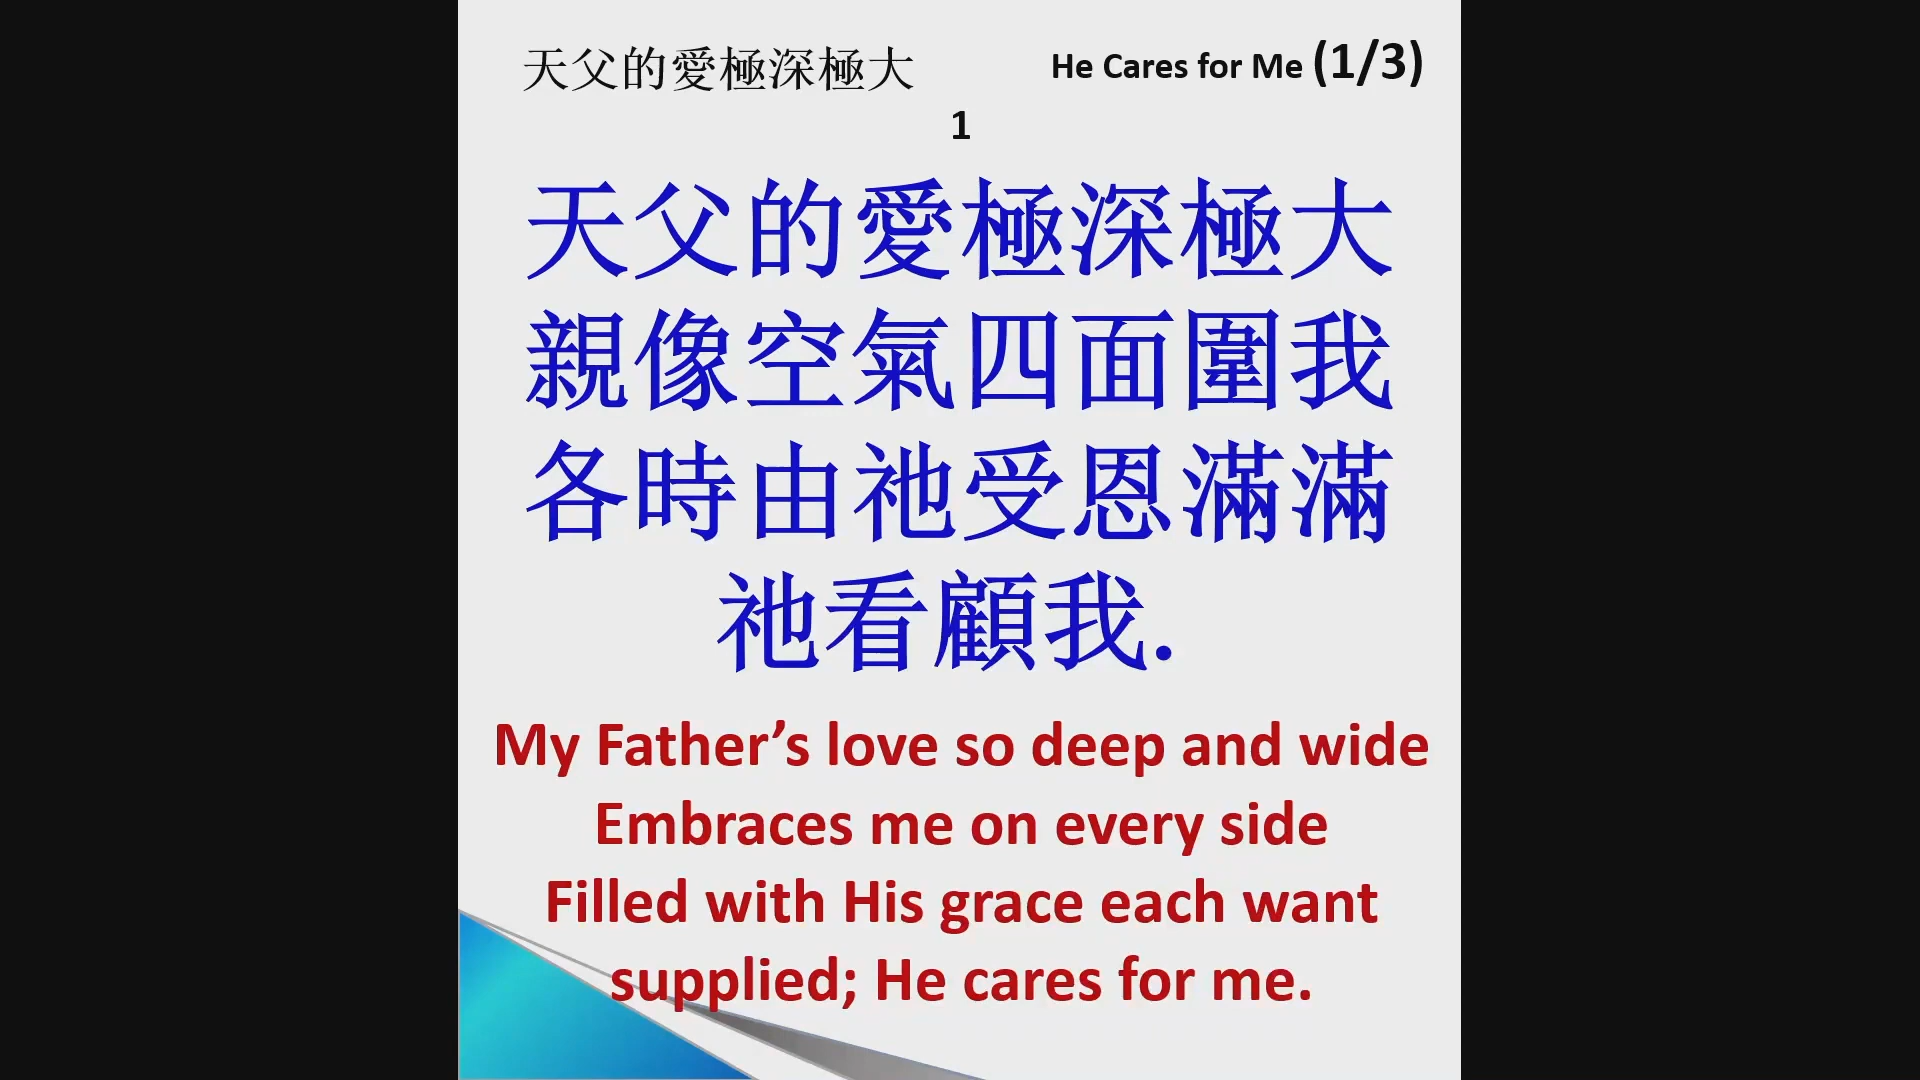 天父的愛極深極大 He Cares for Me (1/3)
1
天父的愛極深極大
親像空氣四面圍我
各時由祂受恩滿滿
祂看顧我.
My Father’s love so deep and wide
Embraces me on every side
Filled with His grace each want
supplied; He cares for me.